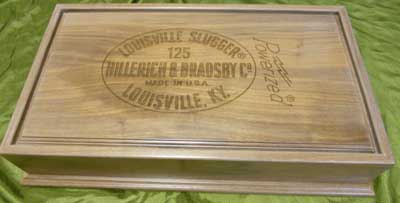 LOUISVILLE SLUGGER®
125
HILLERICH & BRADSBY Cº
MADE IN U.S.A.
LOUISVILLE, KY.
Powerized®